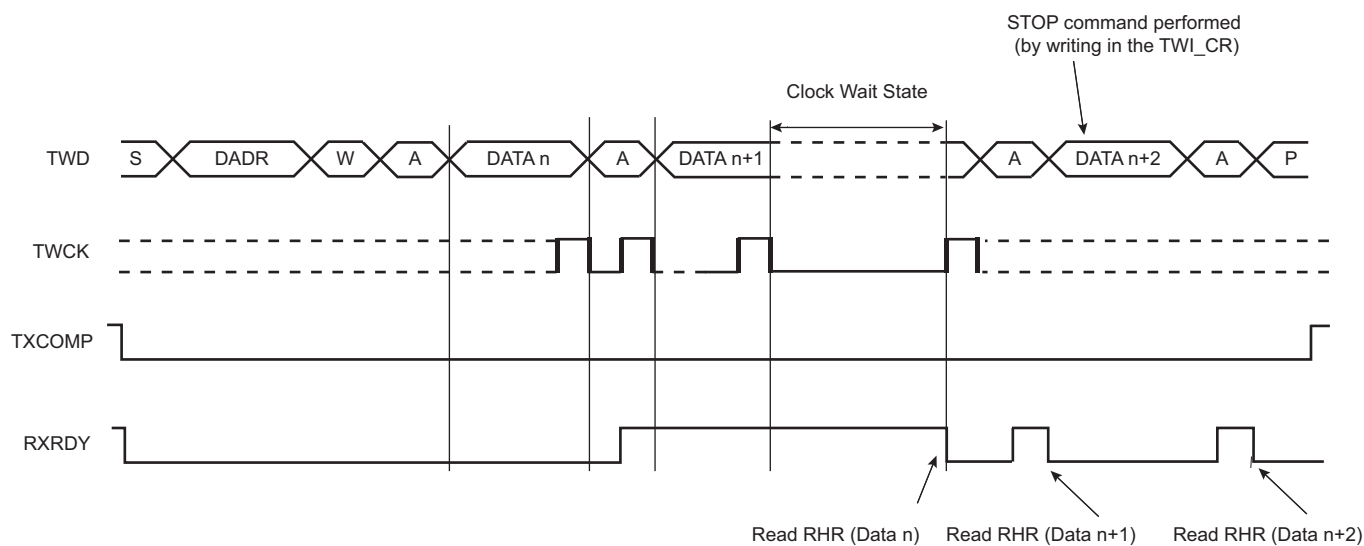 STOP command performed
(by writing in the TWI_CR)
Clock Wait State
TWD S DADR W A DATA n A DATA n+1 A DATA n+2 A P
TWCK
TXCOMP
RXRDY
Read RHR (Data n) Read RHR (Data n+1) Read RHR (Data n+2)